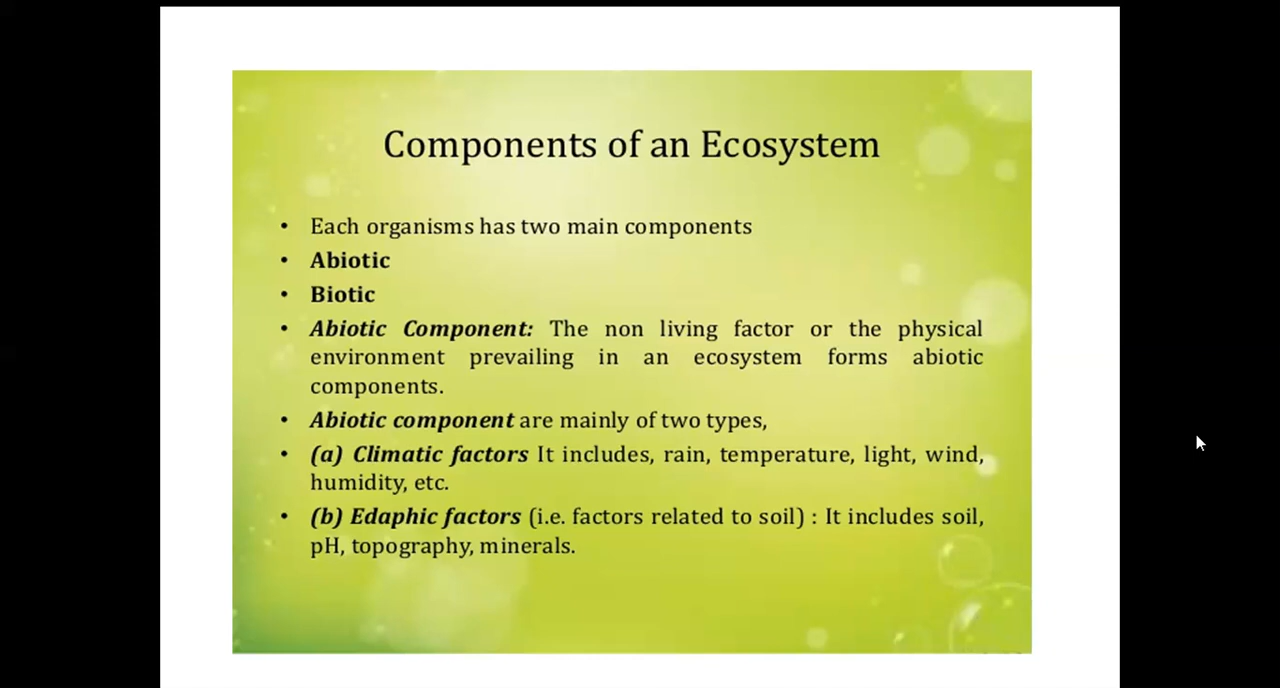 Components of an Ecosystem
• Each organisms has two main components
• Abiotic
• Biotic
• Abiotic Component: The non living factor or the physical
environment prevailing in an ecosystem forms abiotic
components.
• Abiotic component are mainly of two types,
• (a) Climatic factors It includes, rain, temperature, light, wind,
humidity, etc.
• (b) Edaphic factors (i.e. factors related to soil) : It includes soil,
pH, topography, minerals.